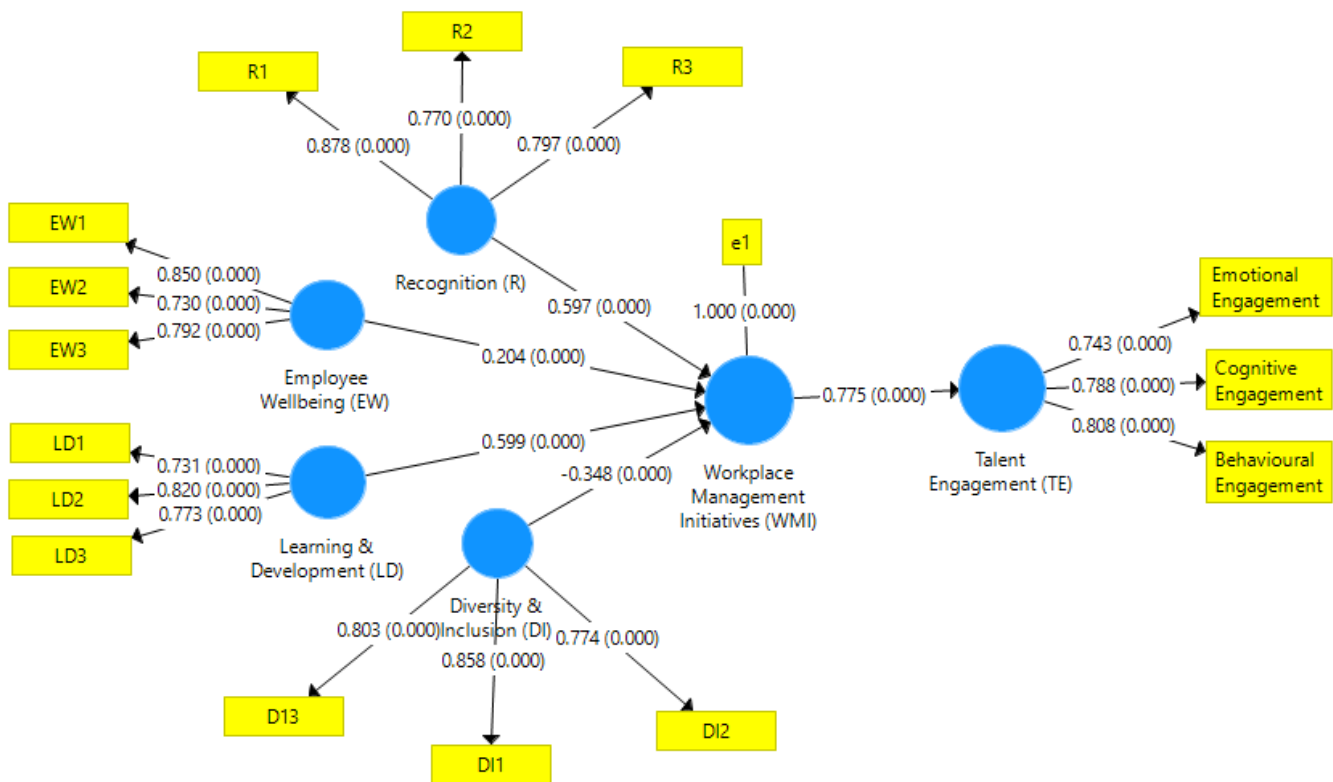 R2
R1
R3
0.770 (0.000)
0.797 (0.000)
0.878 (0.000)
EW1
EW2
EW3
0.850 (0.000)
0.730 (0.000)
0.792 (0.000)
Recognition (R)
e1
0.597 (0.000)
1.000 (0.000)
Employee
Wellbeing (EW)
0.204 (0.000)
Emotional
Engagement
Cognitive
Engagement
Behavioural
Engagement
0.743 (0.000)
0.788 (0.000)
0.808 (0.000)
0.775 (0.000)
LD1
LD2
LD3
0.731 (0.000)
0.820 (0.000)
0.773 (0.000)
0.599 (0.000)
-0.348 (0.000)
Workplace
Management
Initiatives (WMI)
Talent
Engagement (TE)
Learning &
Development (LD)
Diversity &
Inclusion (DI)
0.803 (0.000)
0.858 (0.000)
0.774 (0.000)
D13
DI1
DI2